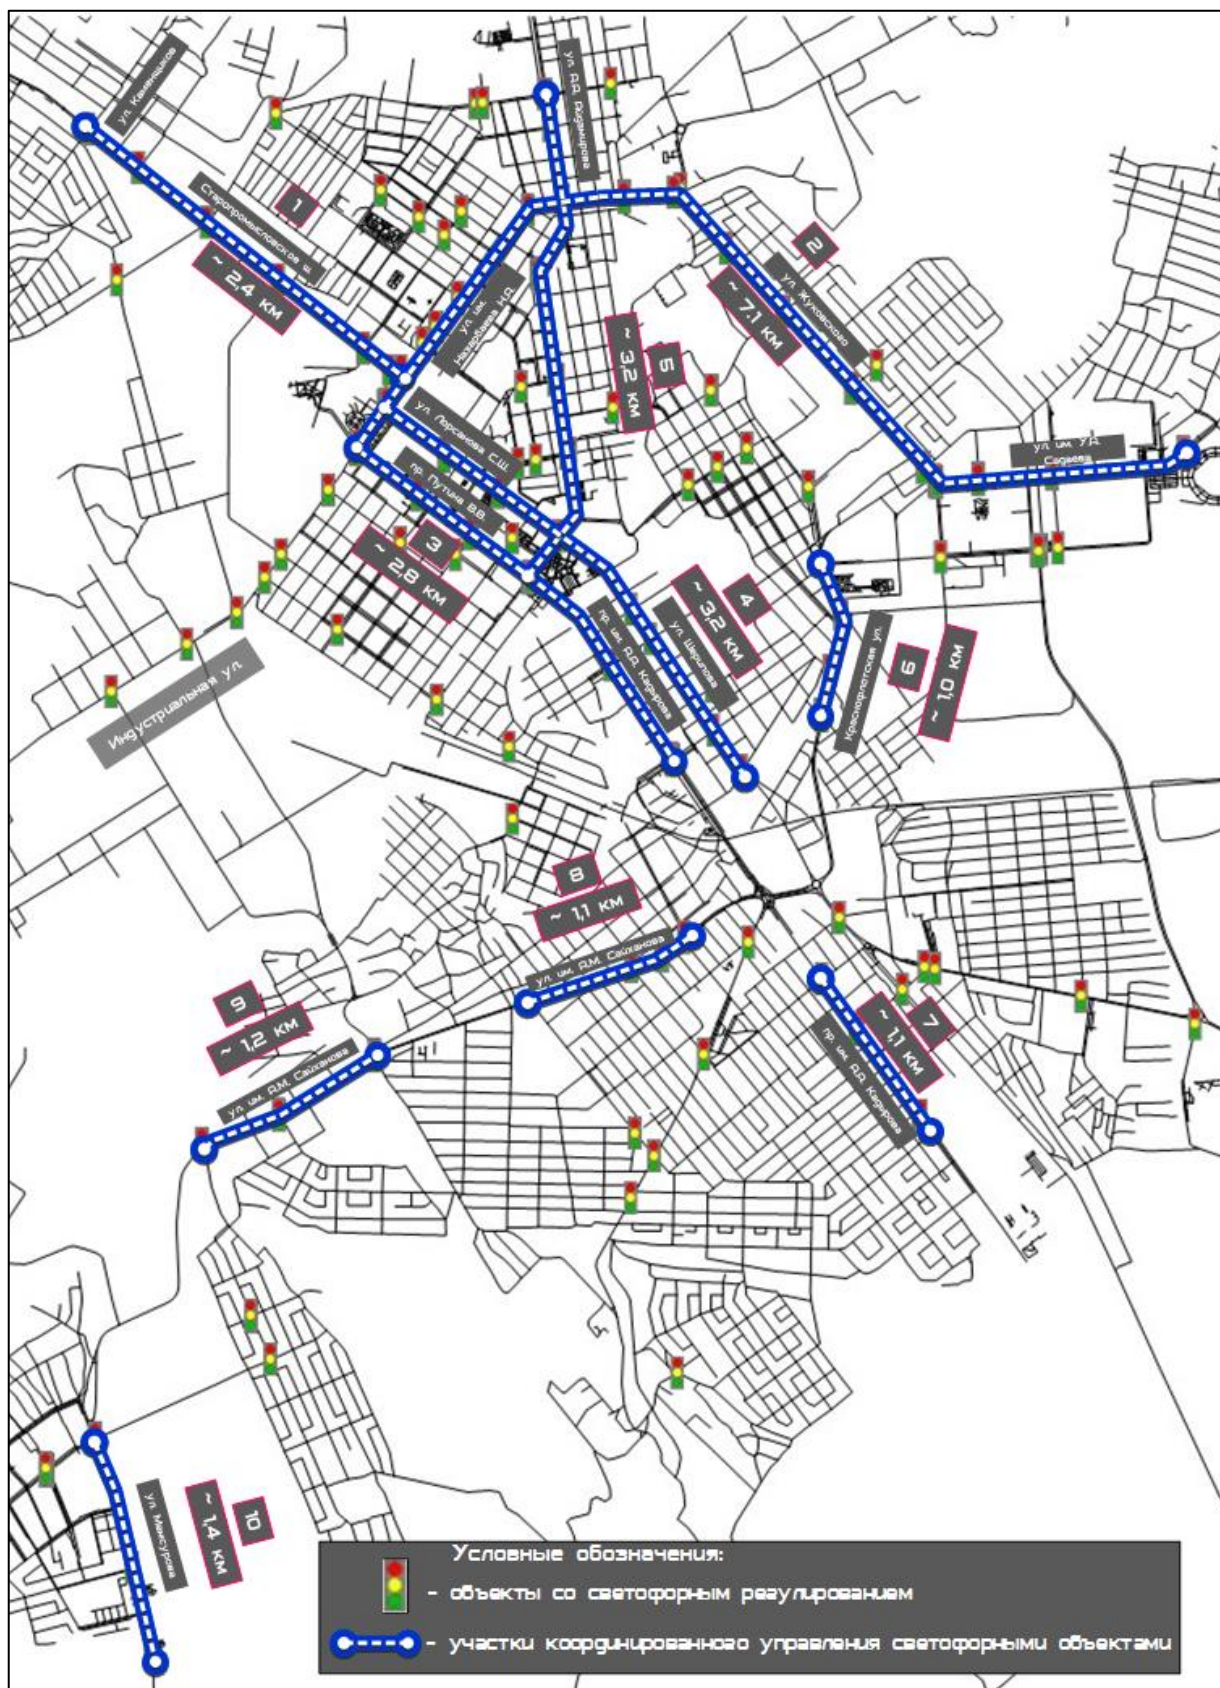 ул. Каменщиков
ул. А.А. Айдамирова
1
Старопромысловское ш.
~ 2,4 км
2
ул. Жуковского
~ 7,1 км
ул. им.
Назарбаева Н.А.
5
~ 3,2 км
ул. Лорсанова С.Ш.
пр. Путина В.В.
ул. им. У.Д.
Садаева
3
~ 2,8 км
4
~ 3,2 км
ул. Шерипова
пр. им. А.А. Кадырова
Краснофлотская ул.
6
~ 1,0 км
Индустриальная ул.
8
~ 1,1 км
ул. им. А.М. Сайханова
9
~ 1,2 км
ул. им. А.М. Сайханова
7
~ 1,1 км
пр. им. А.А. Кадырова
ул. Мансурова
~ 1,4 км
10
Условные обозначения:
- объекты со светофорным регулированием
- участки координированного управления светофорными объектами